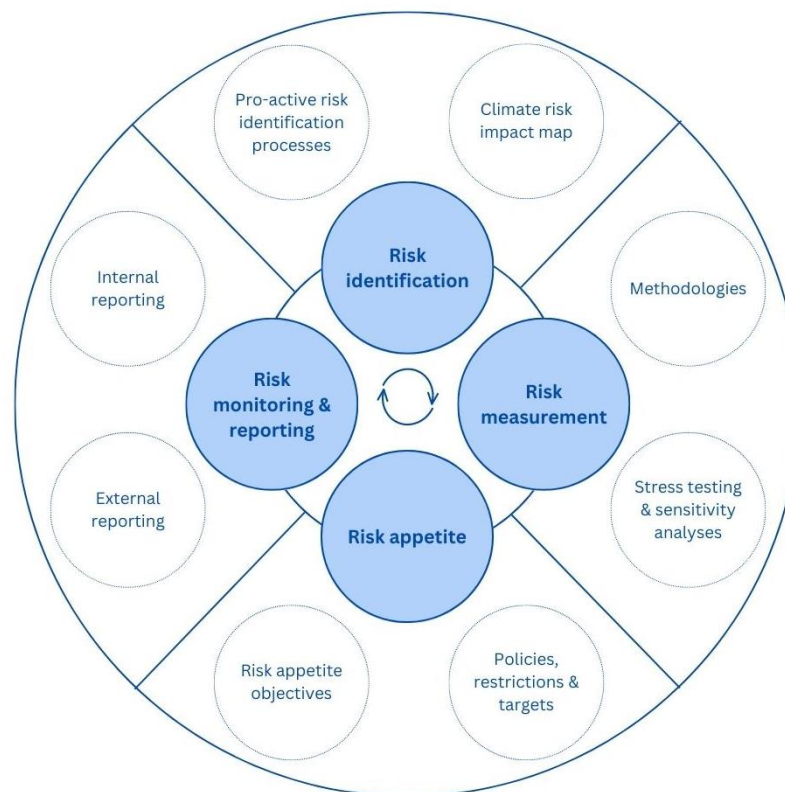 Pro-active risk
identification
processes
Climate risk
impact map
Risk
identification
Internal
reporting
Methodologies
Risk
monitoring &
reporting
Risk
measurement
External
reporting
Stress testing
& sensitivity
analyses
Risk appetite
Risk appetite
objectives
Policies,
restrictions &
targets